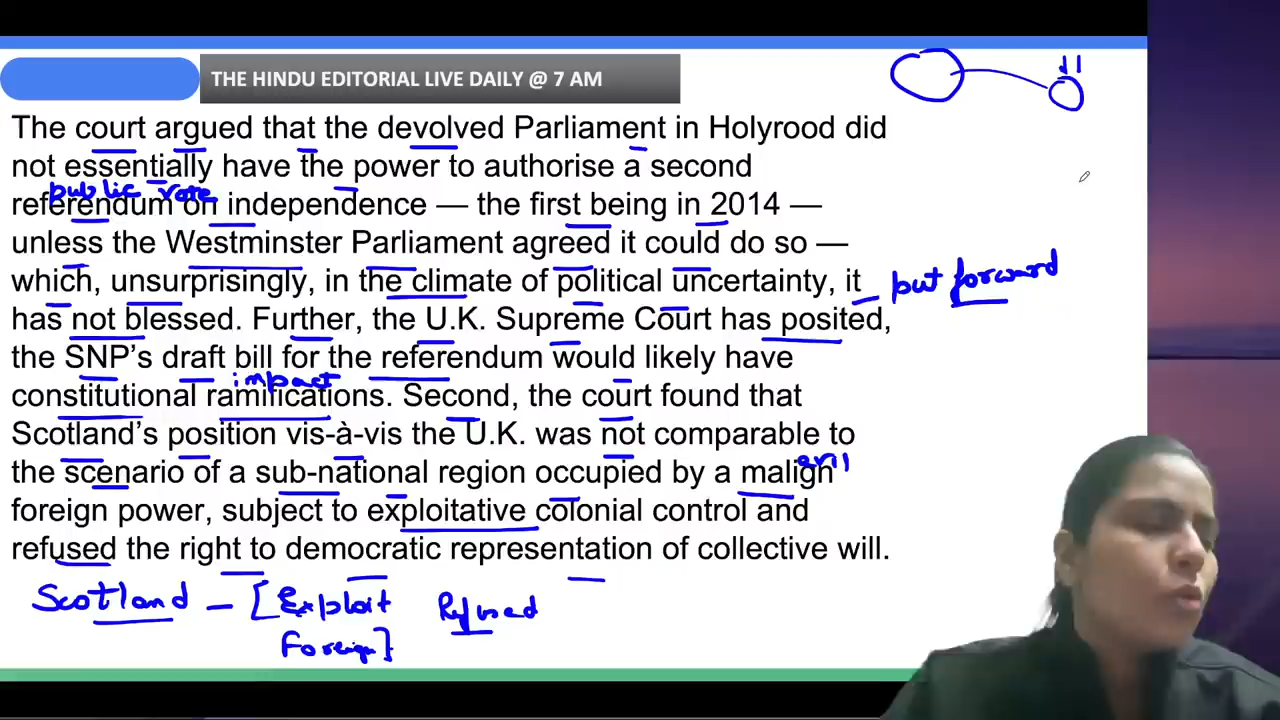 THE HINDU EDITORIAL LIVE DAILY @ 7 AM
The court argued that the devolved Parliament in Holyrood did
not essentially have the power to authorise a second
public vote
referendum on independence — the first being in 2014 —
unless the Westminster Parliament agreed it could do so —
which, unsurprisingly, in the climate of political uncertainty, it
put forward
has not blessed. Further, the U.K. Supreme Court has posited,
the SNP's draft bill for the referendum would likely have
impact
constitutional ramifications. Second, the court found that
Scotland's position vis-à-vis the U.K. was not comparable to
the scenario of a sub-national region occupied by a malign
evil
foreign power, subject to exploitative colonial control and
refused the right to democratic representation of collective will.
Scotland – [Exploit Refused
Foreign]